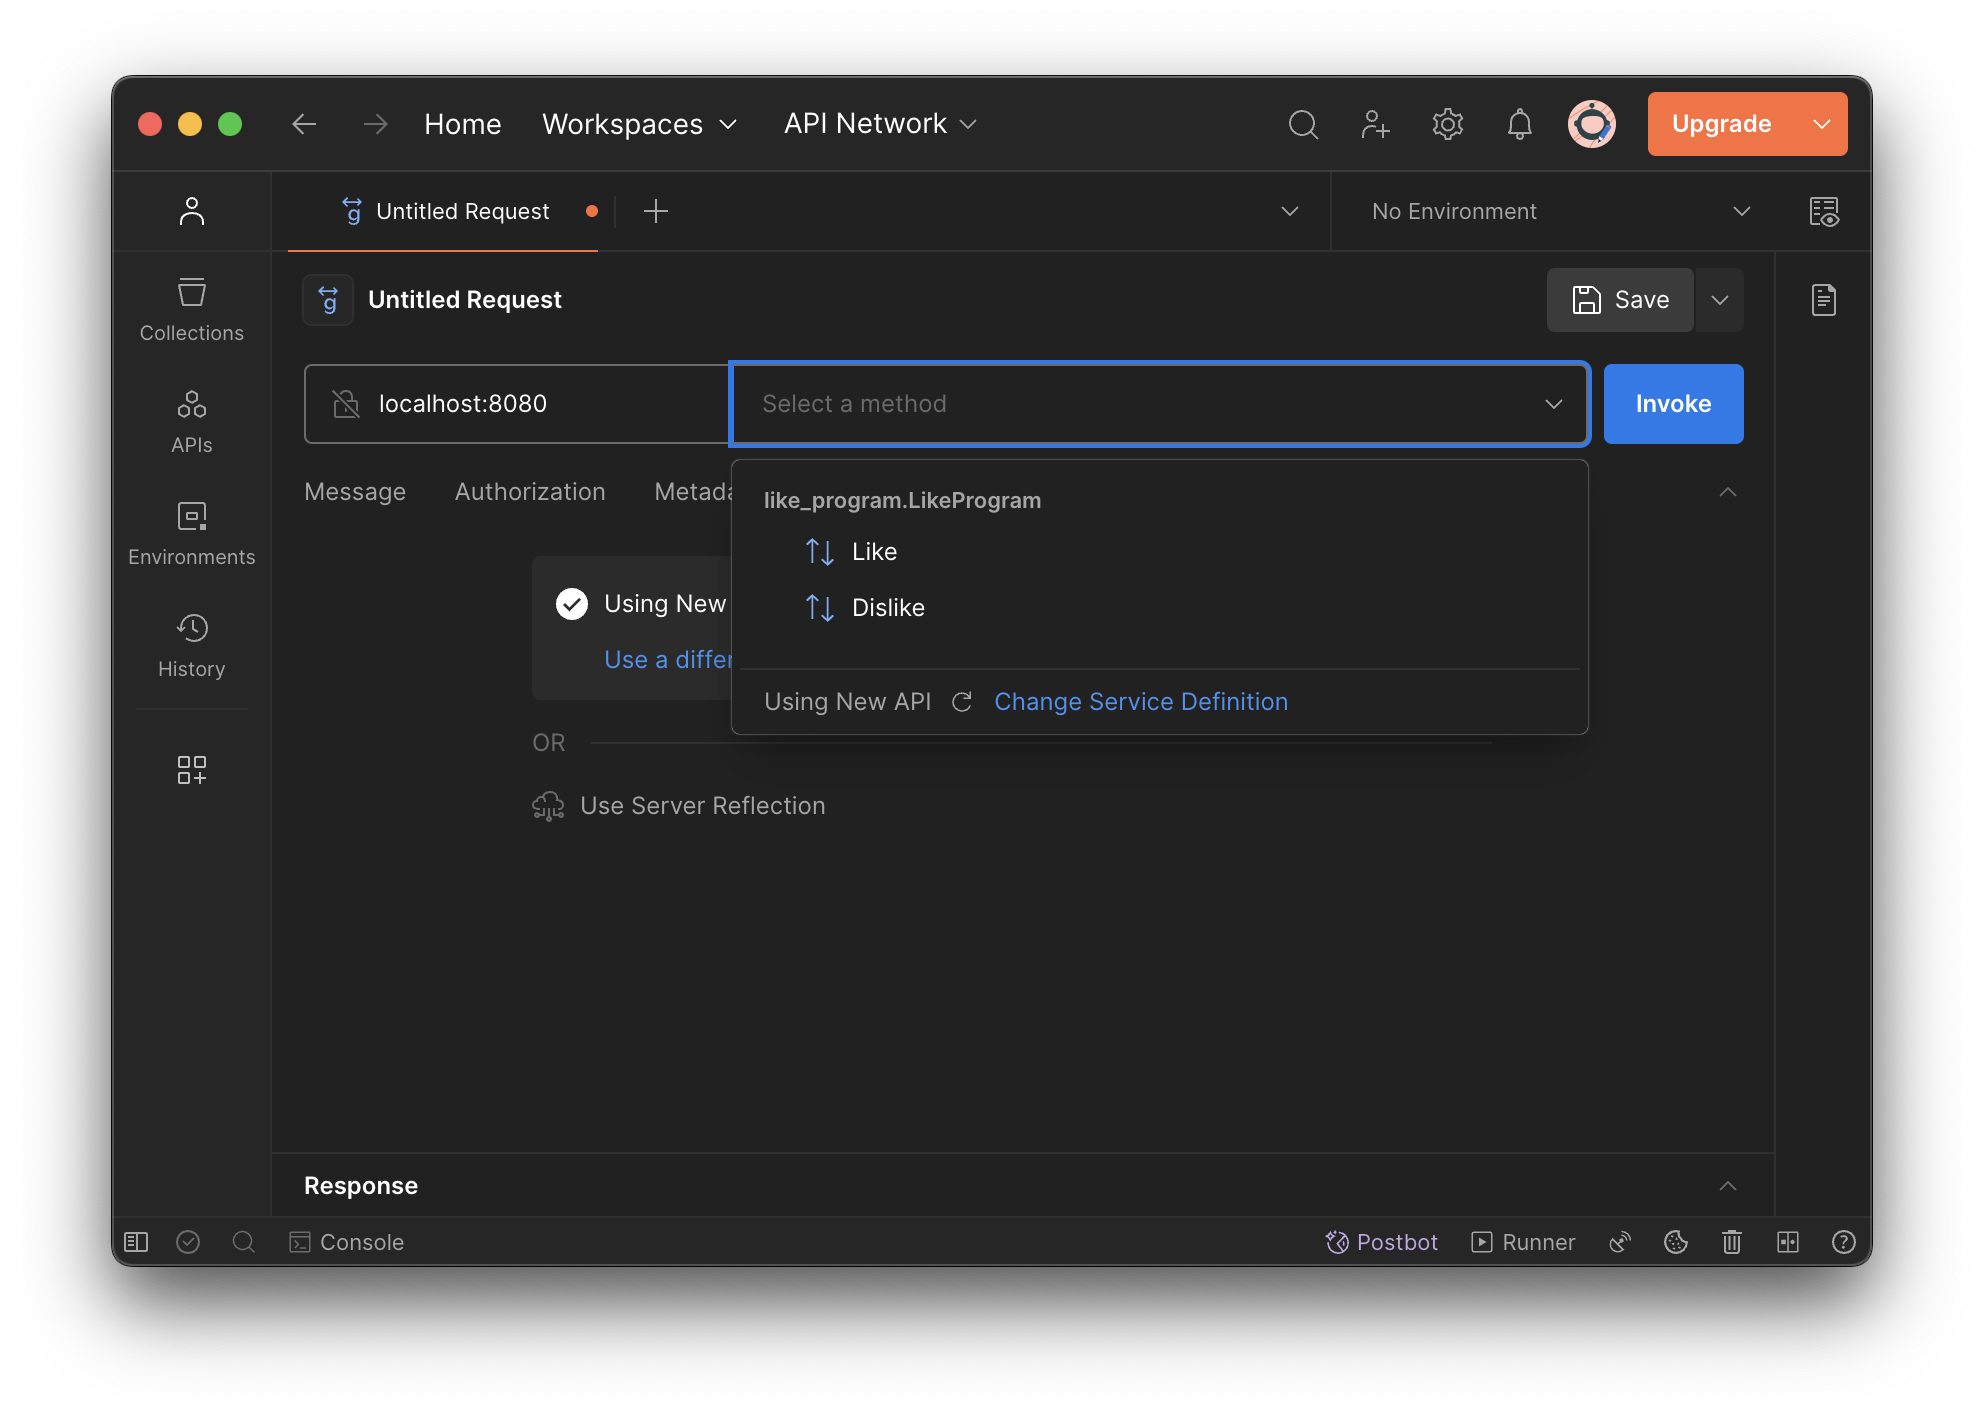 Home Workspaces API Network Upgrade
Untitled Request No Environment
Collections
APIs
Environments
History
Untitled Request Save
localhost:8080 Select a method Invoke
Message Authorization
like_program.LikeProgram
Like
Dislike
Using New
Use a differ
Using New API Change Service Definition
OR
Use Server Reflection
Response
Console Postbot Runner